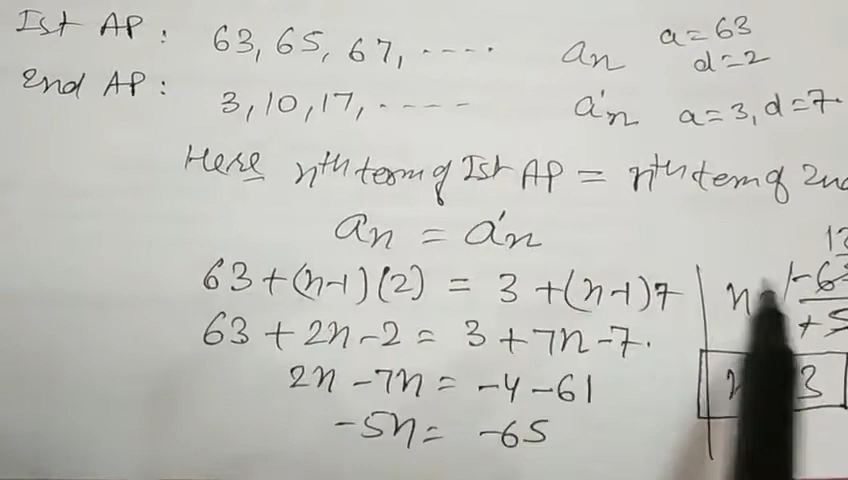 Ist AP : 63, 65, 67, ..... an a=63 d=2
2nd AP : 3, 10, 17, ..... a'n a=3, d=7.
Here nth term of Ist AP = nth term of 2nd
an = a'n
63+(n-1)(2) = 3+(n-1)7
63+2n-2 = 3+7n-7.
2n-7n = -4-61
-5n = -65
13
n
3